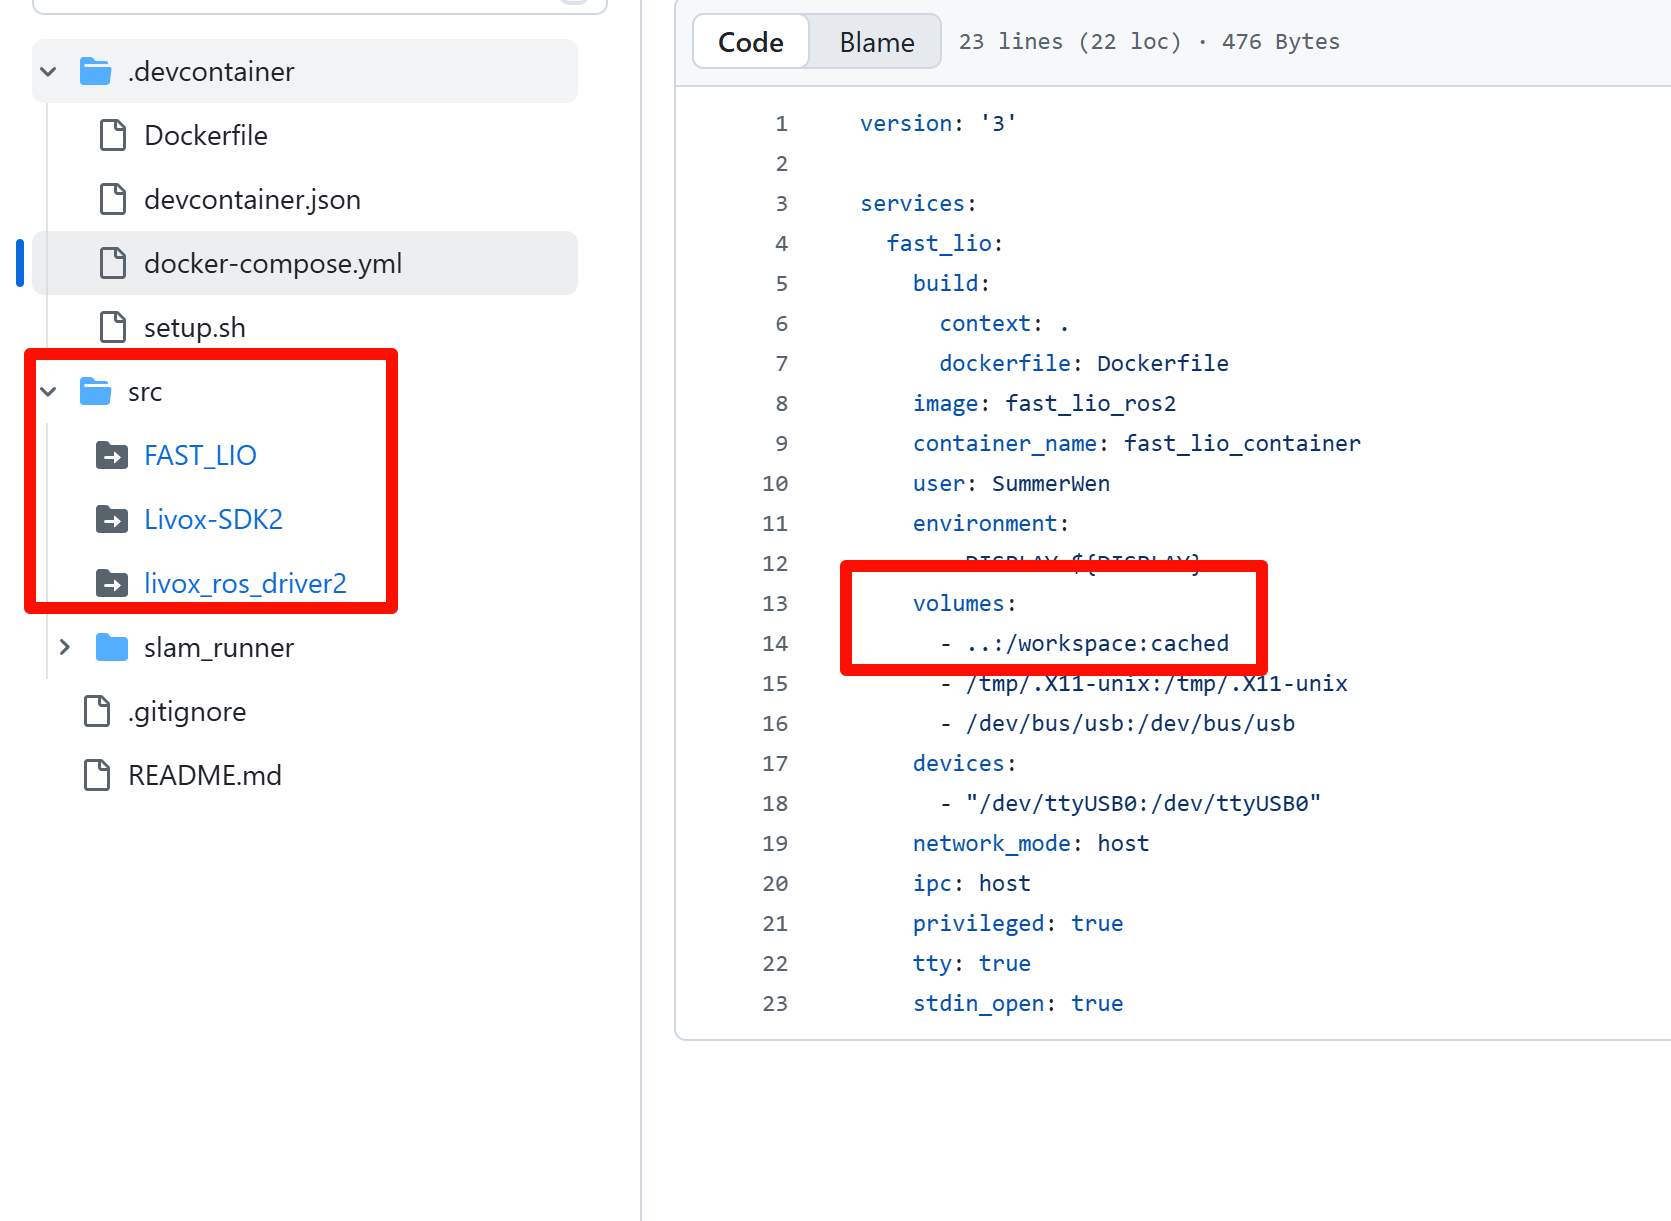 .devcontainer
Dockerfile
devcontainer.json
docker-compose.yml
setup.sh
src
FAST_LIO
Livox-SDK2
livox_ros_driver2
slam_runner
.gitignore
README.md
Code Blame 23 lines (22 loc) · 476 Bytes
1 version: '3'
2
3 services:
4 fast_lio:
5 build:
6 context: .
7 dockerfile: Dockerfile
8 image: fast_lio_ros2
9 container_name: fast_lio_container
10 user: SummerWen
11 environment:
12 DISPLAY ${DISPLAY}
13 volumes:
14 - ..:/workspace:cached
15 - /tmp/.X11-unix:/tmp/.X11-unix
16 - /dev/bus/usb:/dev/bus/usb
17 devices:
18 - "/dev/ttyUSB0:/dev/ttyUSB0"
19 network_mode: host
20 ipc: host
21 privileged: true
22 tty: true
23 stdin_open: true